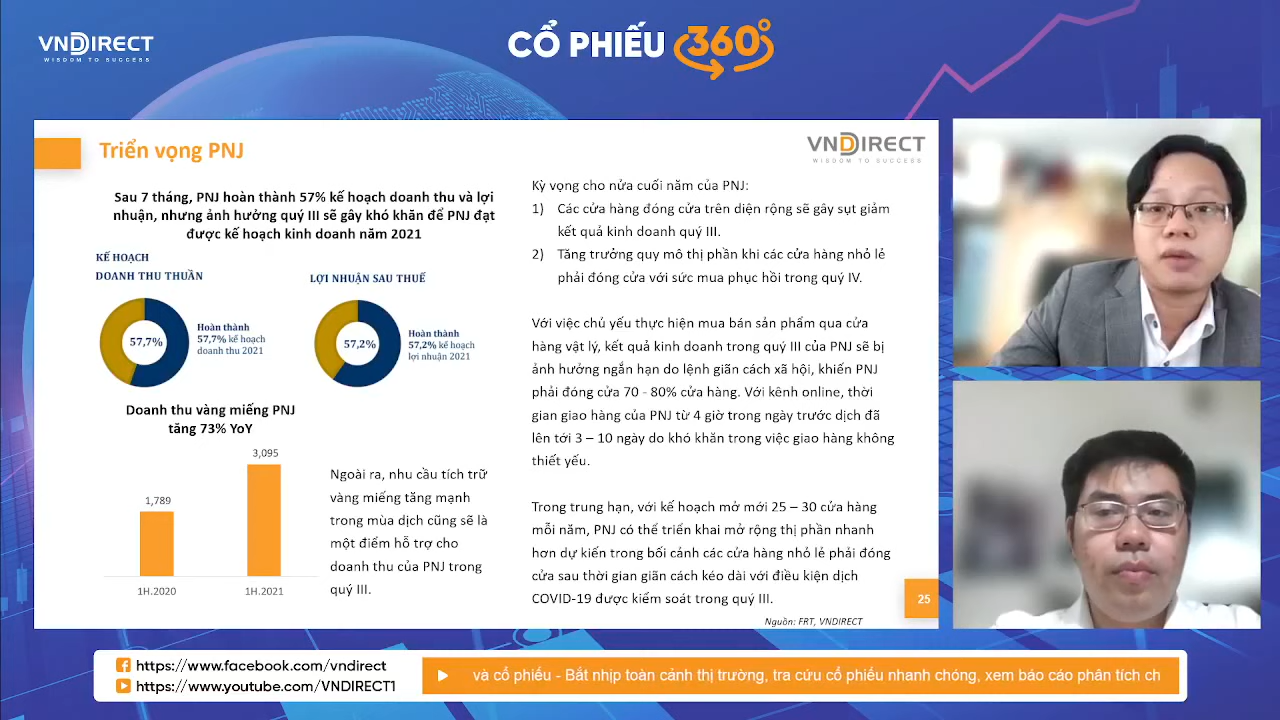 VNDIRECT
WISDOM TO SUCCESS
CỔ PHIẾU 360°
Triển vọng PNJ
VNDIRECT
WISDOM TO SUCCESS
Sau 7 tháng, PNJ hoàn thành 57% kế hoạch doanh thu và lợi
nhuận, nhưng ảnh hưởng quý III sẽ gây khó khăn để PNJ đạt
được kế hoạch kinh doanh năm 2021
KẾ HOẠCH
DOANH THU THUẦN
LỢI NHUẬN SAU THUẾ
57,7%
Hoàn thành
57,7% kế hoạch
doanh thu 2021
57,2%
Hoàn thành
57,2% kế hoạch
lợi nhuận 2021
Doanh thu vàng miếng PNJ
tăng 73% YoY
1,789
3,095
1H.2020
1H.2021
Ngoài ra, nhu cầu tích trữ
vàng miếng tăng mạnh
trong mùa dịch cũng sẽ là
một điểm hỗ trợ cho
doanh thu của PNJ trong
quý III.
Kỳ vọng cho nửa cuối năm của PNJ:
1) Các cửa hàng đóng cửa trên diện rộng sẽ gây sụt giảm
kết quả kinh doanh quý III.
2) Tăng trưởng quy mô thị phần khi các cửa hàng nhỏ lẻ
phải đóng cửa với sức mua phục hồi trong quý IV.
Với việc chủ yếu thực hiện mua bán sản phẩm qua cửa
hàng vật lý, kết quả kinh doanh trong quý III của PNJ sẽ bị
ảnh hưởng ngắn hạn do lệnh giãn cách xã hội, khiến PNJ
phải đóng cửa 70 - 80% cửa hàng. Với kênh online, thời
gian giao hàng của PNJ từ 4 giờ trong ngày trước dịch đã
lên tới 3 – 10 ngày do khó khăn trong việc giao hàng không
thiết yếu.
Trong trung hạn, với kế hoạch mở mới 25 – 30 cửa hàng
mỗi năm, PNJ có thể triển khai mở rộng thị phần nhanh
hơn dự kiến trong bối cảnh các cửa hàng nhỏ lẻ phải đóng
cửa sau thời gian giãn cách kéo dài với điều kiện dịch
COVID-19 được kiểm soát trong quý III.
25
Nguồn: FRT, VNDIRECT
https://www.facebook.com/vndirect
https://www.youtube.com/VNDIRECT1
và cổ phiếu - Bắt nhịp toàn cảnh thị trường, tra cứu cổ phiếu nhanh chóng, xem báo cáo phân tích ch